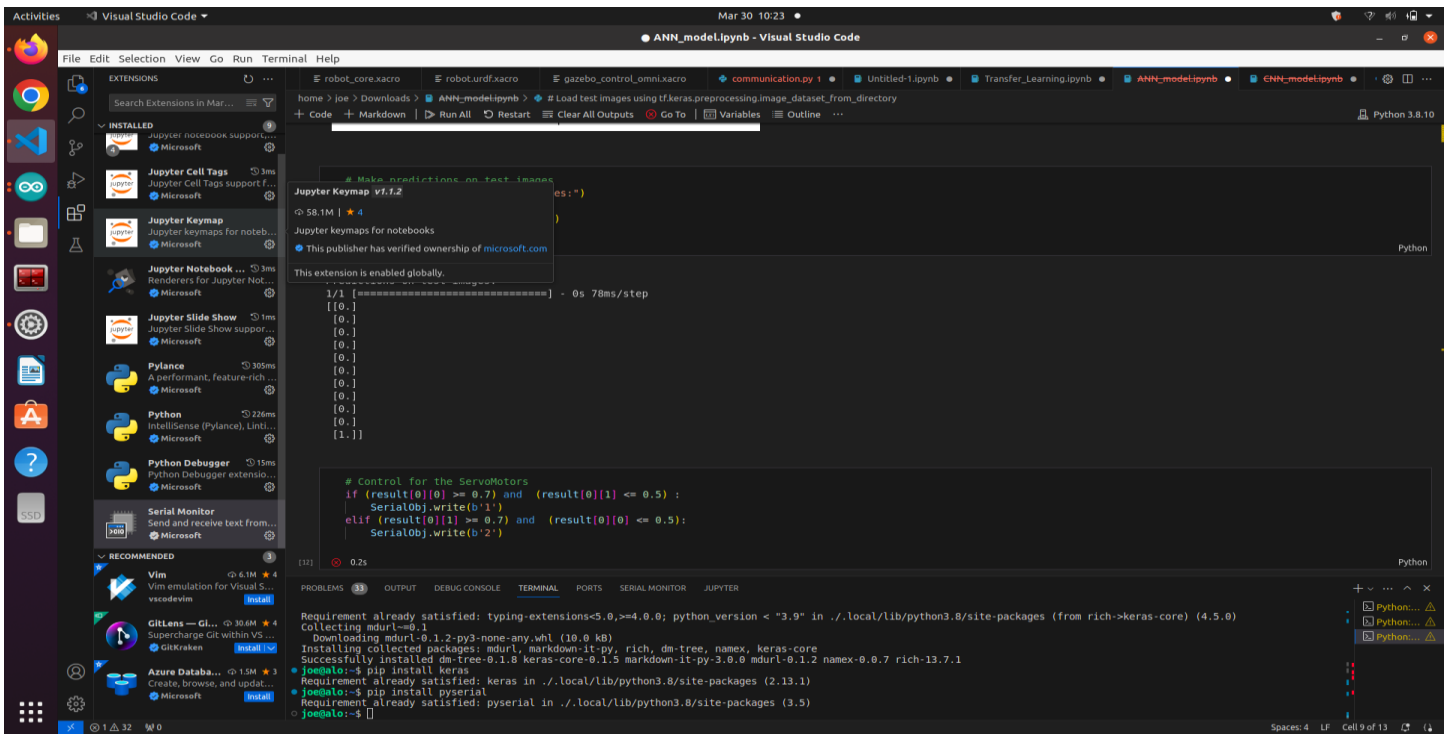 Activities
Visual Studio Code
Mar 30 10:23
ANN_model.ipynb - Visual Studio Code
File Edit Selection View Go Run Terminal Help
EXTENSIONS
robot_core.xacro
robot.urdf.xacro
gazebo_control_omni.xacro
communication.py 1
Untitled-1.ipynb
Transfer_Learning.ipynb
ANN_model.ipynb
CNN_model.ipynb
Search Extensions in Mar...
home > joe > Downloads > ANN_model.ipynb > # Load test images using tf.keras.preprocessing.image_dataset_from_directory
+ Code + Markdown | Run All Restart Clear All Outputs Go To | Variables Outline ...
Python 3.8.10
INSTALLED 9
Jupyter notebook support,...
Microsoft
4
Jupyter Cell Tags 3ms
Jupyter Cell Tags support f...
Microsoft
Jupyter Keymap
Jupyter keymaps for noteb...
Microsoft
Jupyter Notebook ... 3ms
Renderers for Jupyter Not...
Microsoft
Jupyter Slide Show 1ms
Jupyter Slide Show suppor...
Microsoft
Pylance 305ms
A performant, feature-rich ...
Microsoft
Python 226ms
IntelliSense (Pylance), Linti...
Microsoft
Python Debugger 15ms
Python Debugger extensio...
Microsoft
Serial Monitor
Send and receive text from...
Microsoft
RECOMMENDED 3
Vim 6.1M 4
Vim emulation for Visual S...
vscodevim Install
GitLens — Gi... 30.6M 4
Supercharge Git within VS ...
GitKraken Install
Azure Databa... 1.5M 3
Create, browse, and updat...
Microsoft Install
# Make predictions on test images
es:")
)
Python
Jupyter Keymap v1.1.2
58.1M | 4
Jupyter keymaps for notebooks
This publisher has verified ownership of microsoft.com
This extension is enabled globally.
Predictions on test images:
1/1 [==============================] - 0s 78ms/step
[[0.]
[0.]
[0.]
[0.]
[0.]
[0.]
[0.]
[0.]
[0.]
[0.]
[1.]]
# Control for the ServoMotors
if (result[0][0] >= 0.7) and (result[0][1] <= 0.5) :
SerialObj.write(b'1')
elif (result[0][1] >= 0.7) and (result[0][0] <= 0.5):
SerialObj.write(b'2')
[12] 0.2s
Python
PROBLEMS 33 OUTPUT DEBUG CONSOLE TERMINAL PORTS SERIAL MONITOR JUPYTER
Requirement already satisfied: typing-extensions<5.0,>=4.0.0; python_version < "3.9" in ./.local/lib/python3.8/site-packages (from rich->keras-core) (4.5.0)
Collecting mdurl~=0.1
Downloading mdurl-0.1.2-py3-none-any.whl (10.0 kB)
Installing collected packages: mdurl, markdown-it-py, rich, dm-tree, namex, keras-core
Successfully installed dm-tree-0.1.8 keras-core-0.1.5 markdown-it-py-3.0.0 mdurl-0.1.2 namex-0.0.7 rich-13.7.1
joe@alo:~$ pip install keras
Requirement already satisfied: keras in ./.local/lib/python3.8/site-packages (2.13.1)
joe@alo:~$ pip install pyserial
Requirement already satisfied: pyserial in ./.local/lib/python3.8/site-packages (3.5)
joe@alo:~$
Python:...
Python:...
Python:...
SSD
1 32 0
Spaces: 4 LF Cell 9 of 13